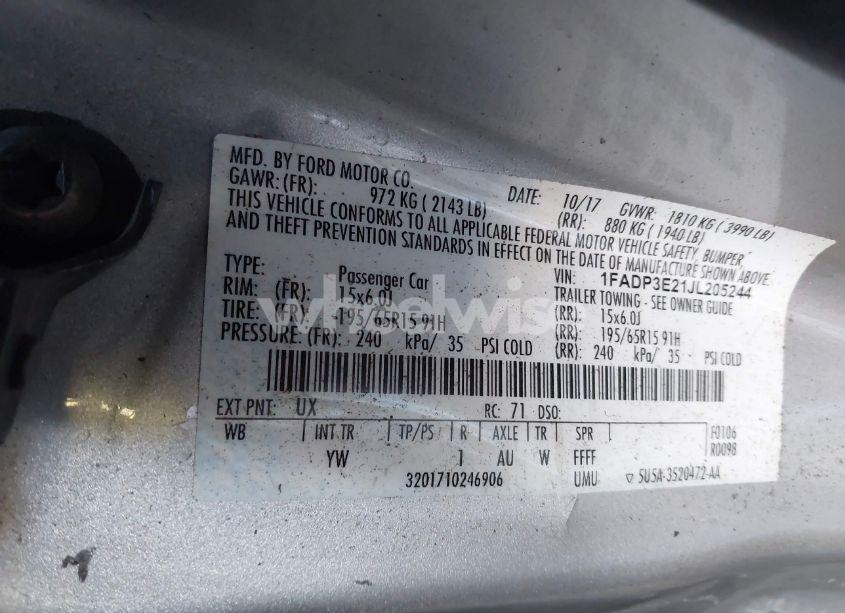 MFD. BY FORD MOTOR CO.
DATE: 10/17 GVWR: 1810 KG ( 3990 LB)
GAWR: (FR): 972 KG ( 2143 LB) (RR): 880 KG ( 1940 LB)
THIS VEHICLE CONFORMS TO ALL APPLICABLE FEDERAL MOTOR VEHICLE SAFETY, BUMPER,
AND THEFT PREVENTION STANDARDS IN EFFECT ON THE DATE OF MANUFACTURE SHOWN ABOVE.
VIN: 1FADP3E21JL205244
TYPE: Passenger Car TRAILER TOWING - SEE OWNER GUIDE
RIM: (FR): 15x6.0J (RR): 15x6.0J
TIRE: (FR): 195/65R15 91H (RR): 195/65R15 91H
PRESSURE: (FR): 240 kPa/ 35 PSI COLD (RR): 240 kPa/ 35 PSI COLD
EXT PNT: UX RC: 71 DSO:
WB INT TR TP/PS R AXLE TR SPR F0106
R0098
YW 1 AU W FFFF
3201710246906 UMU ▽ 5U5A-3520472-AA
wheelwise